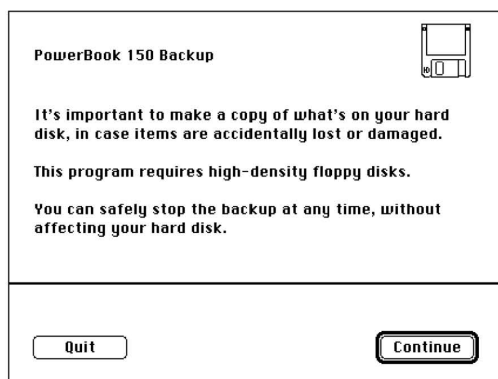 PowerBook 150 Backup
It's important to make a copy of what's on your hard
disk, in case items are accidentally lost or damaged.
This program requires high-density floppy disks.
You can safely stop the backup at any time, without
affecting your hard disk.
Quit
Continue